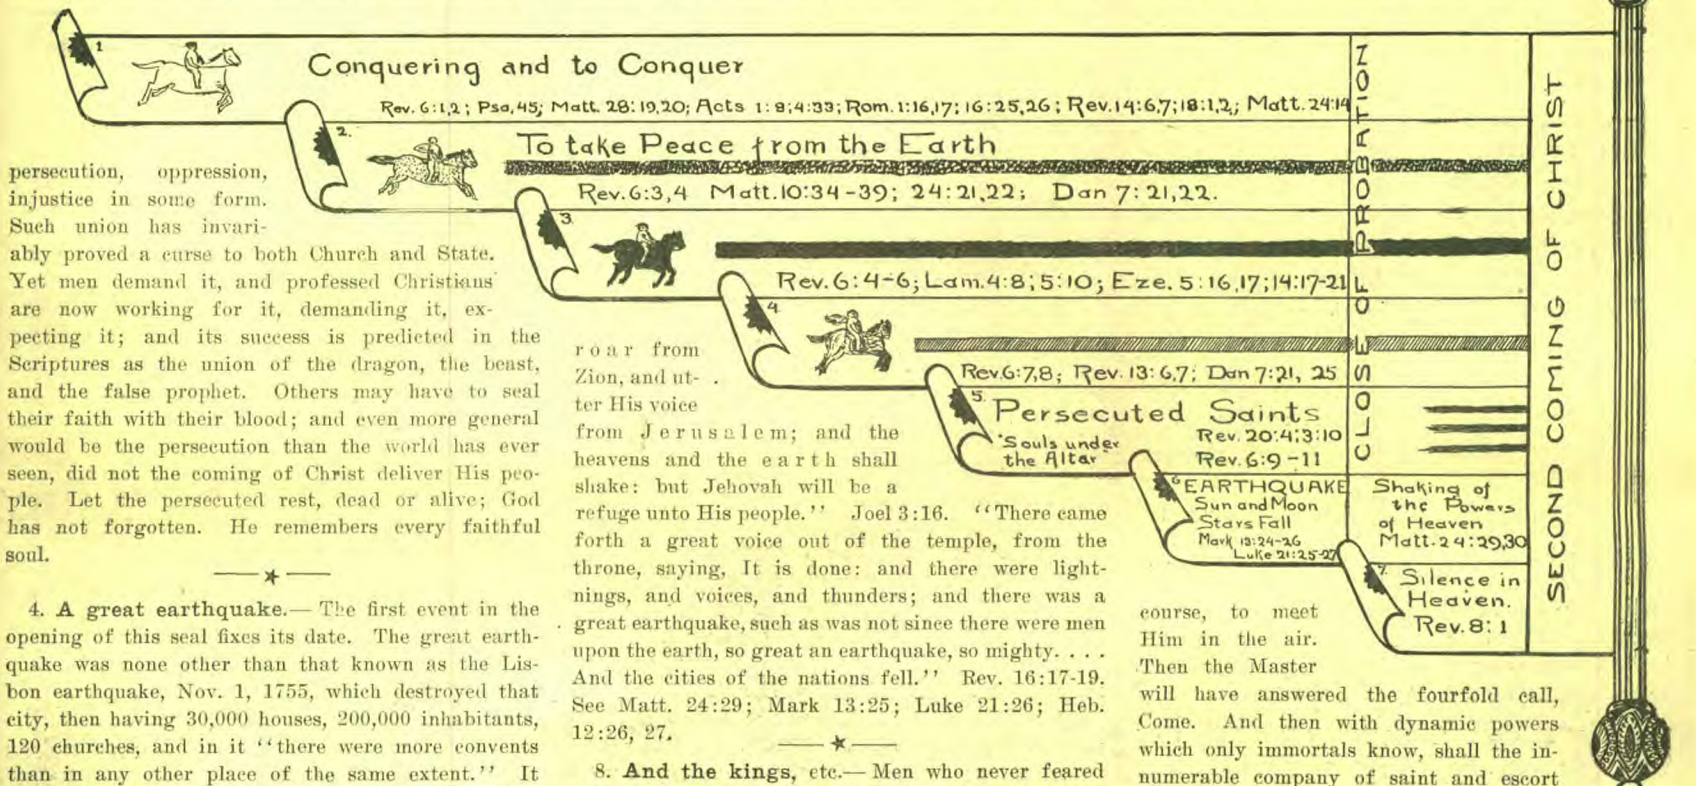 1
Conquering and to Conquer
Rev. 6:1,2; Psa, 45; Matt. 28:19,20; Acts 1:8; 4:33; Rom. 1:16,17; 16:25,26; Rev. 14:6,7; 18:1,2; Matt. 24:14
2.
To take Peace from the Earth
Rev. 6:3,4 Matt. 10:34-39; 24:21,22; Dan 7:21,22.
3.
Rev. 6:4-6; Lam. 4:8; 5:10; Eze. 5:16,17; 14:17-21
4.
Rev. 6:7,8; Rev. 13:6,7; Dan 7:21, 25
5.
Persecuted Saints
"Souls under
the Altar"
Rev. 20:4; 3:10
Rev. 6:9-11
6
EARTHQUAKE
Sun and Moon
Stars Fall
Mark 13:24-26
Luke 21:25-27
Shaking of
the Powers
of Heaven
Matt. 24:29,30
7.
Silence in
Heaven.
Rev. 8:1
CLOSE OF PROBATION
SECOND COMING OF CHRIST
persecution, oppression,
injustice in some form.
Such union has invari-
ably proved a curse to both Church and State.
Yet men demand it, and professed Christians
are now working for it, demanding it, ex-
pecting it; and its success is predicted in the
Scriptures as the union of the dragon, the beast,
and the false prophet. Others may have to seal
their faith with their blood; and even more general
would be the persecution than the world has ever
seen, did not the coming of Christ deliver His peo-
ple. Let the persecuted rest, dead or alive; God
has not forgotten. He remembers every faithful
soul.
4. A great earthquake.— The first event in the
opening of this seal fixes its date. The great earth-
quake was none other than that known as the Lis-
bon earthquake, Nov. 1, 1755, which destroyed that
city, then having 30,000 houses, 200,000 inhabitants,
120 churches, and in it ‘‘there were more convents
than in any other place of the same extent.’’ It
roar from
Zion, and ut-
ter His voice
from Jerusalem; and the
heavens and the earth shall
shake: but Jehovah will be a
refuge unto His people.’’ Joel 3:16. ‘‘There came
forth a great voice out of the temple, from the
throne, saying, It is done: and there were light-
nings, and voices, and thunders; and there was a
great earthquake, such as was not since there were men
upon the earth, so great an earthquake, so mighty. . . .
And the cities of the nations fell.’’ Rev. 16:17-19.
See Matt. 24:29; Mark 13:25; Luke 21:26; Heb.
12:26, 27.
8. And the kings, etc.— Men who never feared
course, to meet
Him in the air.
Then the Master
will have answered the fourfold call,
Come. And then with dynamic powers
which only immortals know, shall the in-
numerable company of saint and escort